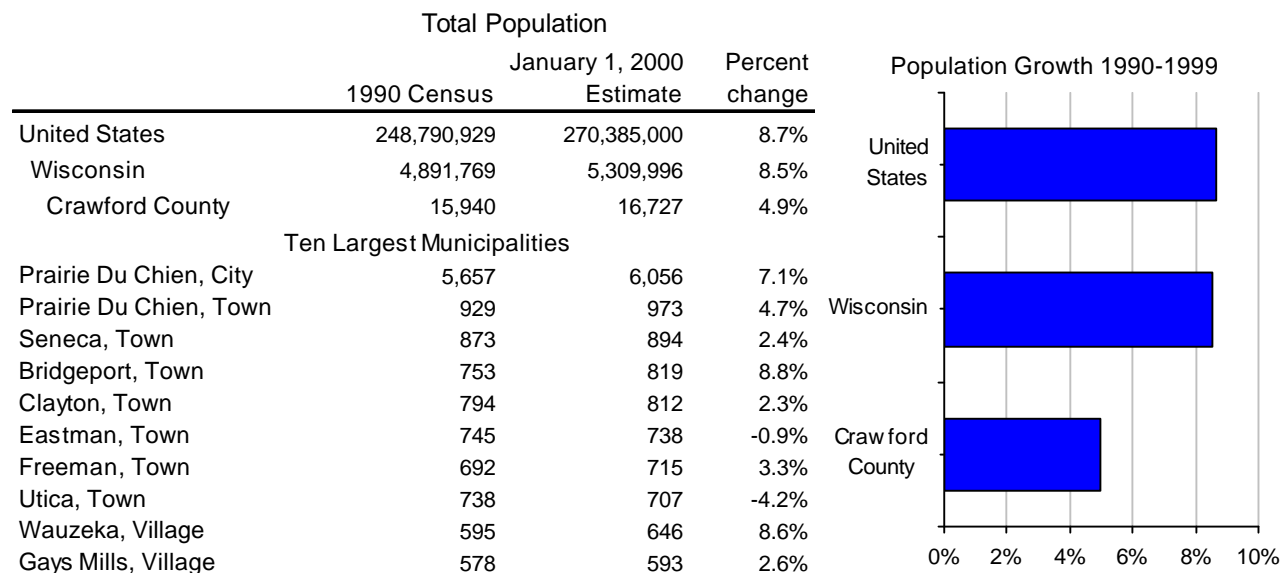 Total Population
1990 Census January 1, 2000 Estimate Percent change
United States 248,790,929 270,385,000 8.7%
Wisconsin 4,891,769 5,309,996 8.5%
Crawford County 15,940 16,727 4.9%
Ten Largest Municipalities
Prairie Du Chien, City 5,657 6,056 7.1%
Prairie Du Chien, Town 929 973 4.7%
Seneca, Town 873 894 2.4%
Bridgeport, Town 753 819 8.8%
Clayton, Town 794 812 2.3%
Eastman, Town 745 738 -0.9%
Freeman, Town 692 715 3.3%
Utica, Town 738 707 -4.2%
Wauzeka, Village 595 646 8.6%
Gays Mills, Village 578 593 2.6%
Population Growth 1990-1999
United
States
Wisconsin
Crawford
County
0% 2% 4% 6% 8% 10%